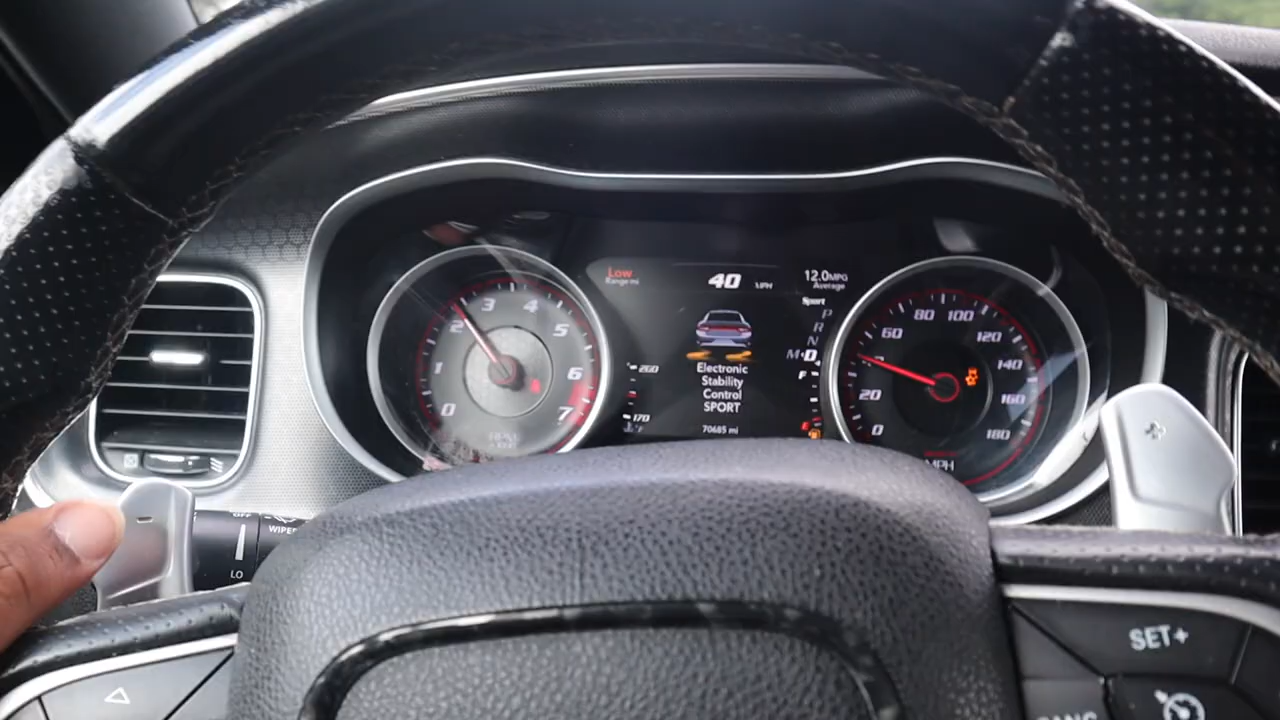 Low
Range mi
40 MPH
12.0MPG
Average
Sport
P
R
N
M D
Electronic
Stability
Control
SPORT
70685 mi
260
170
F
E
0
1
2
3
4
5
6
7
RPM
0
20
60
80
100
120
140
160
180
MPH
-
+
OFF
WIPER
LO
SET+
CANC